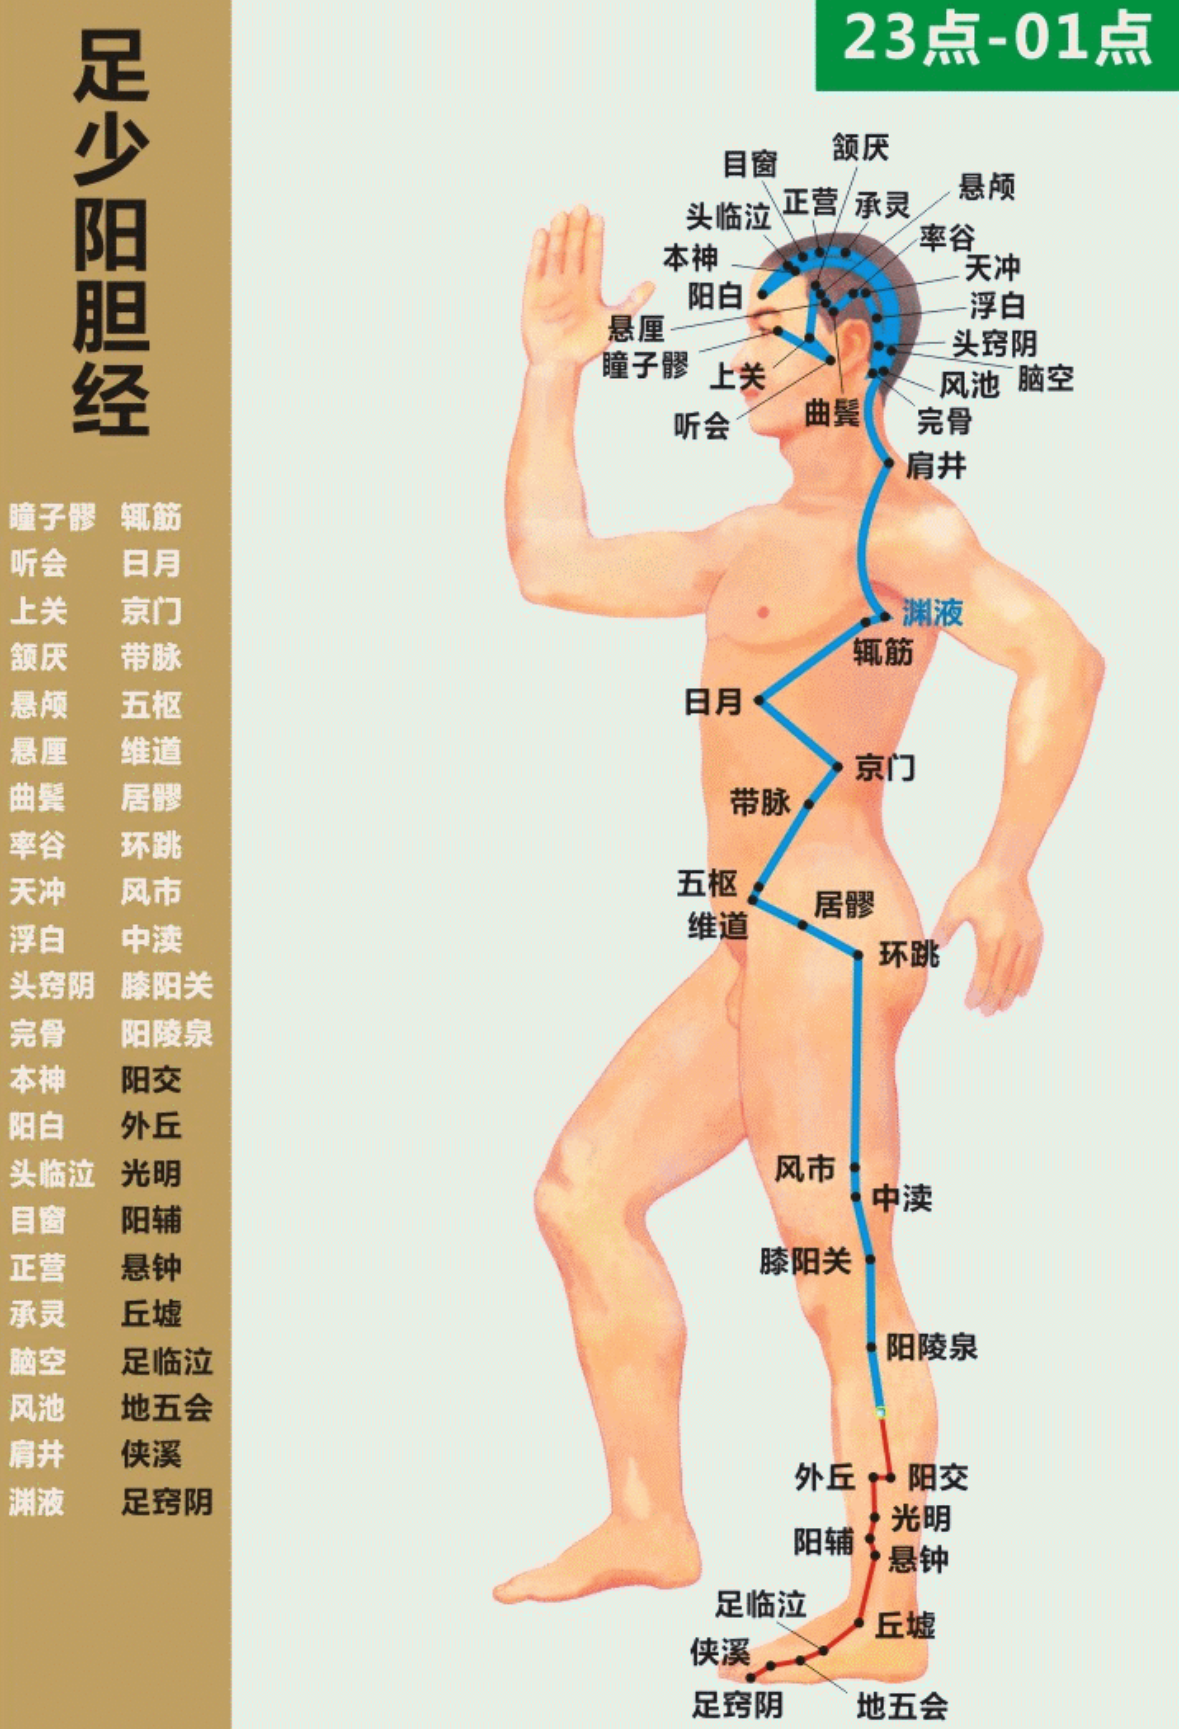 足少阳胆经
23点-01点
瞳子髎 辄筋
听会 日月
上关 京门
颔厌 带脉
悬颅 五枢
悬厘 维道
曲鬓 居髎
率谷 环跳
天冲 风市
浮白 中渎
头窍阴 膝阳关
完骨 阳陵泉
本神 阳交
阳白 外丘
头临泣 光明
目窗 阳辅
正营 悬钟
承灵 丘墟
脑空 足临泣
风池 地五会
肩井 侠溪
渊液 足窍阴
颔厌
目窗
悬颅
正营
承灵
头临泣
率谷
本神
天冲
阳白
浮白
悬厘
头窍阴
瞳子髎
上关
脑空
风池
曲鬓
完骨
听会
肩井
渊液
辄筋
日月
京门
带脉
五枢
居髎
维道
环跳
风市
中渎
膝阳关
阳陵泉
外丘
阳交
光明
阳辅
悬钟
足临泣
丘墟
侠溪
足窍阴
地五会